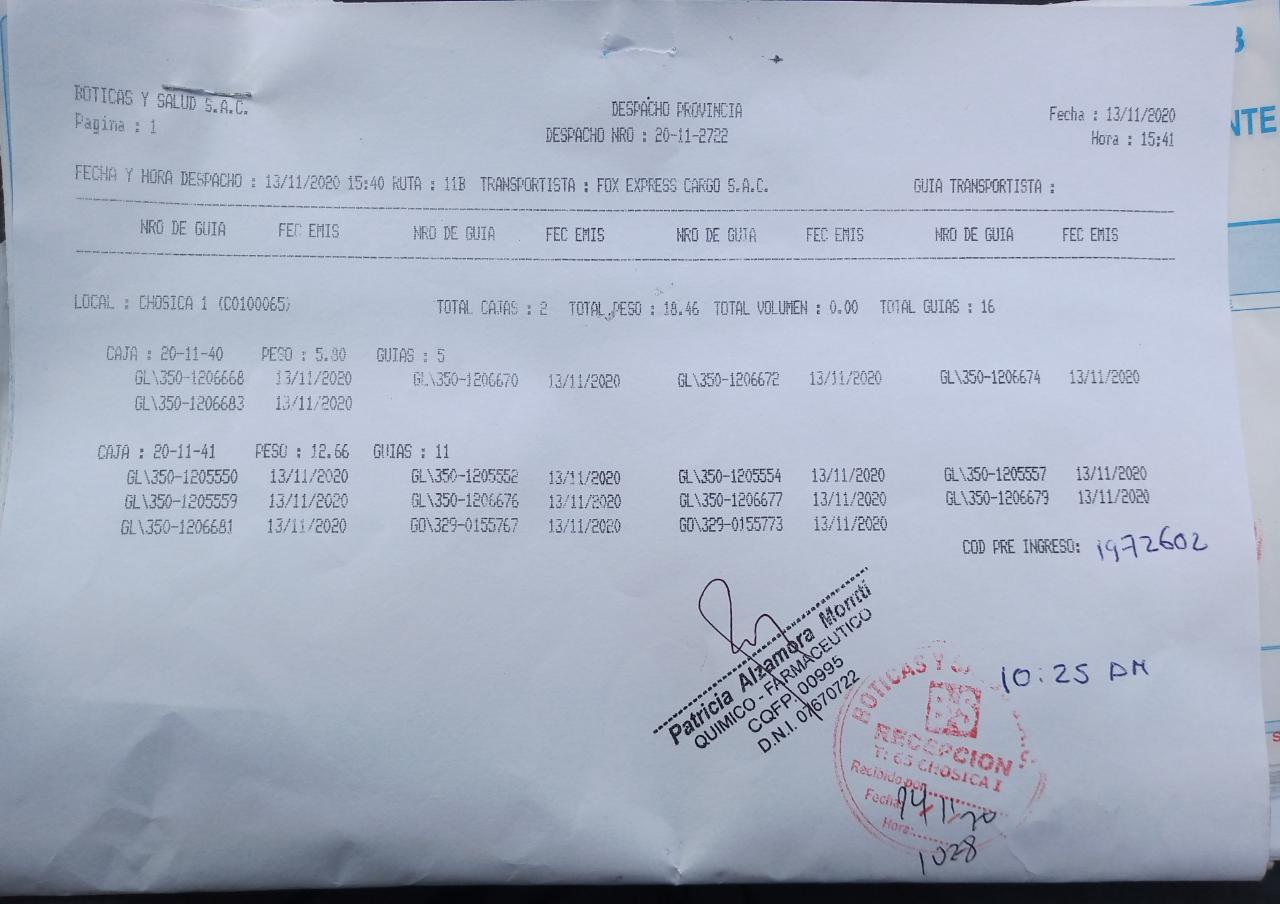 BOTICAS Y SALUD S.A.C.
DESPACHO PROVINCIA
Fecha : 13/11/2020
Pagina : 1
DESPACHO NRO : 20-11-2722
Hora : 15:41
FECHA Y HORA DESPACHO : 13/11/2020 15:40 RUTA : 11B TRANSPORTISTA : FOX EXPRESS CARGO S.A.C. GUIA TRANSPORTISTA :
NRO DE GUIA FEC EMIS NRO DE GUIA FEC EMIS NRO DE GUIA FEC EMIS NRO DE GUIA FEC EMIS
LOCAL : CHOSICA 1 (C0100065) TOTAL CAJAS : 2 TOTAL PESO : 18.46 TOTAL VOLUMEN : 0.00 TOTAL GUIAS : 16
CAJA : 20-11-40 PESO : 5.80 GUIAS : 5
GL\350-1206668 13/11/2020 GL\350-1206670 13/11/2020 GL\350-1206672 13/11/2020 GL\350-1206674 13/11/2020
GL\350-1206683 13/11/2020
CAJA : 20-11-41 PESO : 12.66 GUIAS : 11
GL\350-1205550 13/11/2020 GL\350-1205552 13/11/2020 GL\350-1205554 13/11/2020 GL\350-1205557 13/11/2020
GL\350-1205559 13/11/2020 GL\350-1206676 13/11/2020 GL\350-1206677 13/11/2020 GL\350-1206679 13/11/2020
GL\350-1206681 13/11/2020 GO\329-0155767 13/11/2020 GO\329-0155773 13/11/2020
COD PRE INGRESO: 1972602
Patricia Alzamora Montti
QUIMICO - FARMACEUTICO
CQFP 00995
D.N.I. 07670722
10:25 AM
BOTICAS Y
RECEPCION
T: 65 CHOSICA I
Recibido por
Fecha 14/11/20
Hora:
1028
NTE